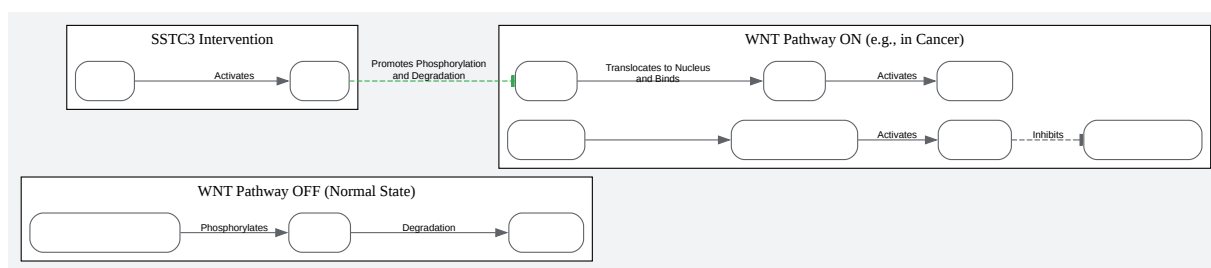 SSTC3 Intervention
Activates
Promotes Phosphorylation
and Degradation
WNT Pathway ON (e.g., in Cancer)
Translocates to Nucleus
and Binds
Activates
Activates
Inhibits
WNT Pathway OFF (Normal State)
Phosphorylates
Degradation